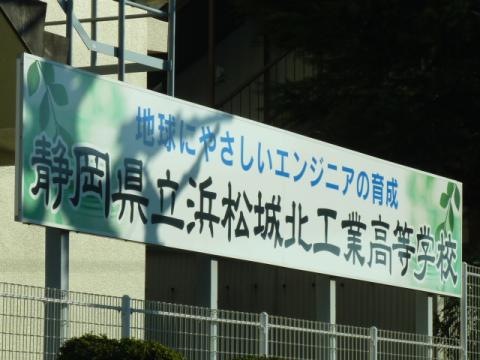 地球にやさしいエンジニアの育成
静岡県立浜松城北工業高等学校